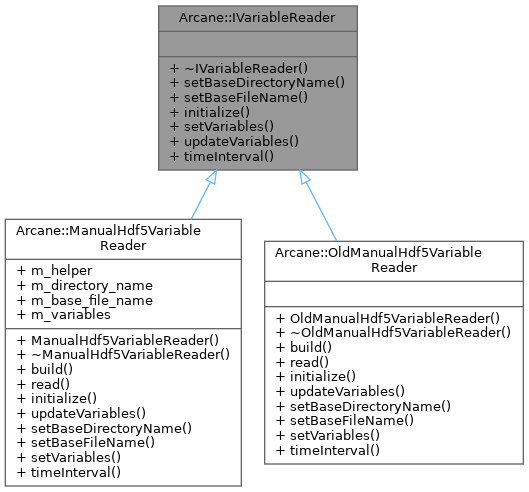 Arcane::IVariableReader
+ ~IVariableReader()
+ setBaseDirectoryName()
+ setBaseFileName()
+ initialize()
+ setVariables()
+ updateVariables()
+ timeInterval()
Arcane::ManualHdf5Variable
Reader
+ m_helper
+ m_directory_name
+ m_base_file_name
+ m_variables
+ ManualHdf5VariableReader()
+ ~ManualHdf5VariableReader()
+ build()
+ read()
+ initialize()
+ updateVariables()
+ setBaseDirectoryName()
+ setBaseFileName()
+ setVariables()
+ timeInterval()
Arcane::OldManualHdf5Variable
Reader
+ OldManualHdf5VariableReader()
+ ~OldManualHdf5VariableReader()
+ build()
+ read()
+ initialize()
+ updateVariables()
+ setBaseDirectoryName()
+ setBaseFileName()
+ setVariables()
+ timeInterval()